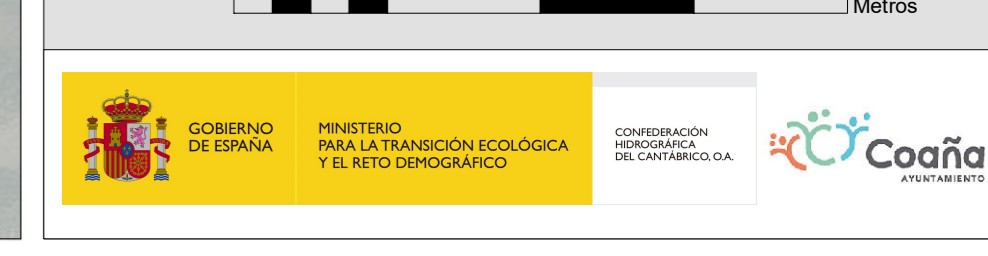 Metros
GOBIERNO
DE ESPAÑA
MINISTERIO
PARA LA TRANSICIÓN ECOLÓGICA
Y EL RETO DEMOGRÁFICO
CONFEDERACIÓN
HIDROGRÁFICA
DEL CANTÁBRICO, O.A.
Coaña
AYUNTAMIENTO